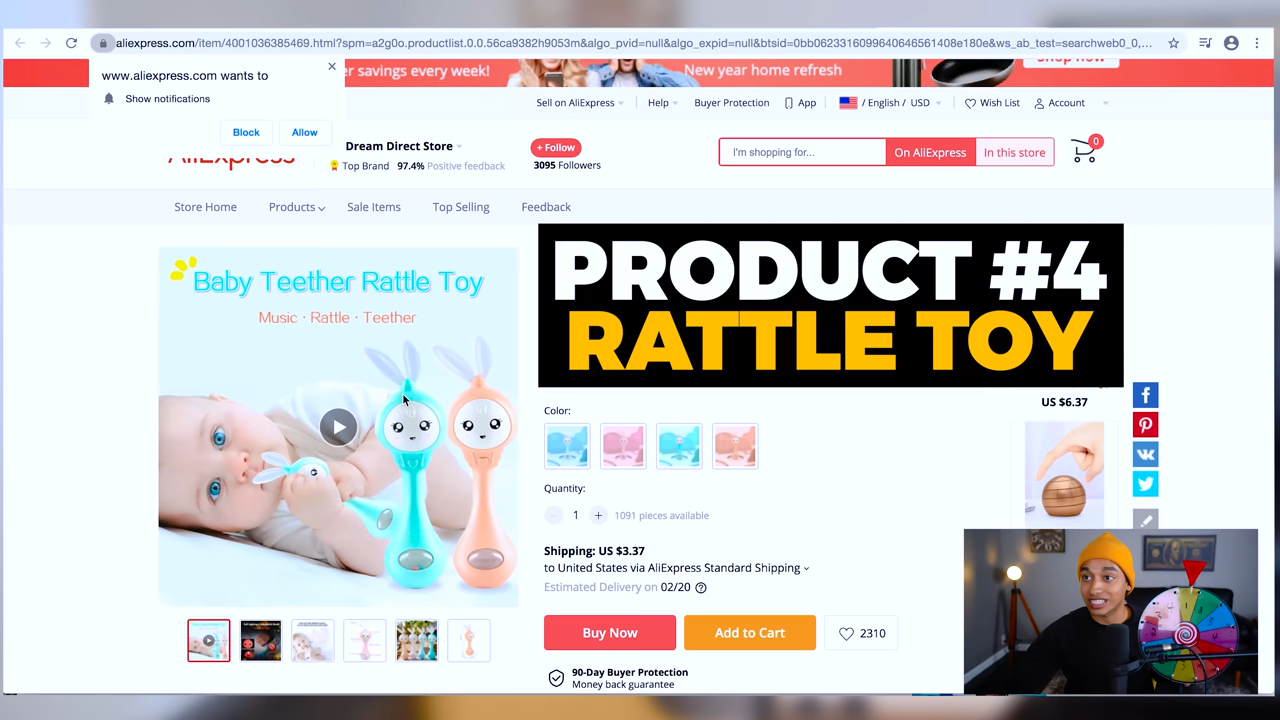 aliexpress.com/item/4001036385469.html?spm=a2g0o.productlist.0.0.56ca9382h9053m&algo_pvid=null&algo_expid=null&btsid=0bb0623316099640646561408e180e&ws_ab_test=searchweb0_0,...
www.aliexpress.com wants to
Show notifications
Block
Allow
er savings every week!
New year home refresh
Shop now
Sell on AliExpress
Help
Buyer Protection
App
/ English / USD
Wish List
Account
AliExpress
Dream Direct Store
Top Brand 97.4% Positive feedback
+ Follow
3095 Followers
I'm shopping for...
On AliExpress
In this store
0
Store Home
Products
Sale Items
Top Selling
Feedback
Baby Teether Rattle Toy
Music · Rattle · Teether
PRODUCT #4
RATTLE TOY
US $6.37
Color:
Quantity:
1
1091 pieces available
Shipping: US $3.37
to United States via AliExpress Standard Shipping
Estimated Delivery on 02/20
Buy Now
Add to Cart
2310
90-Day Buyer Protection
Money back guarantee